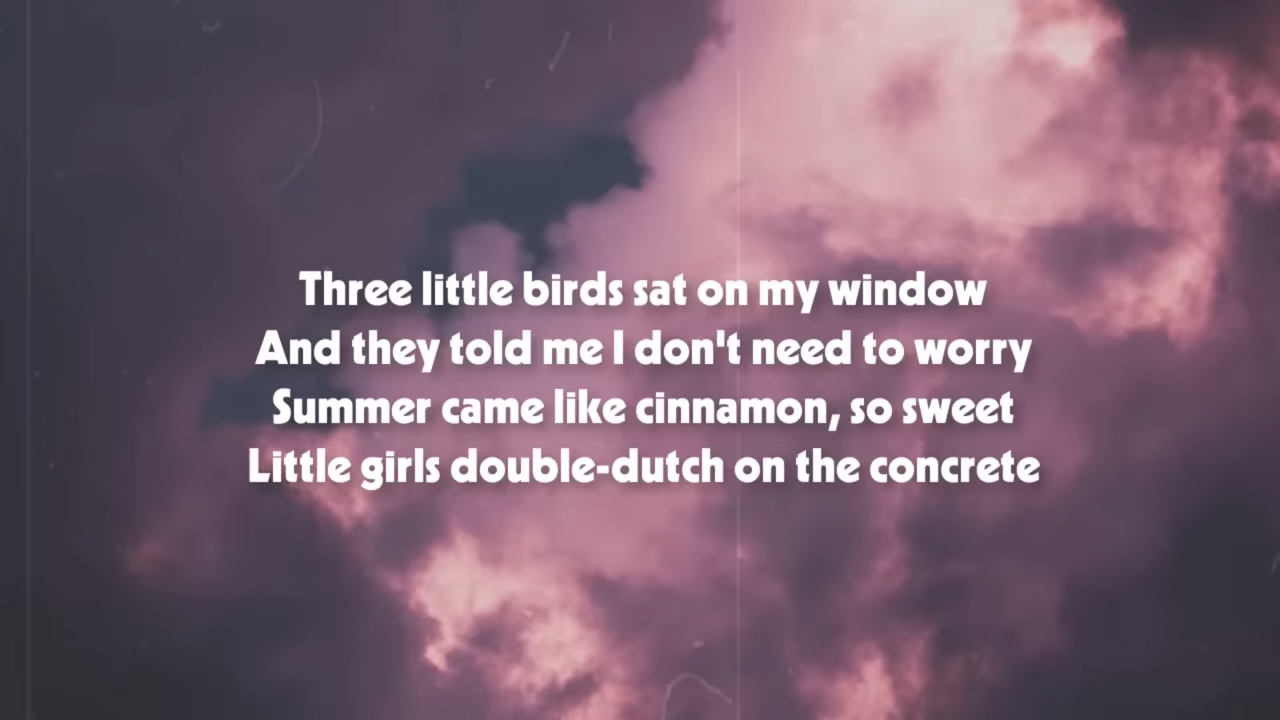 Three little birds sat on my window
And they told me I don't need to worry
Summer came like cinnamon, so sweet
Little girls double-dutch on the concrete